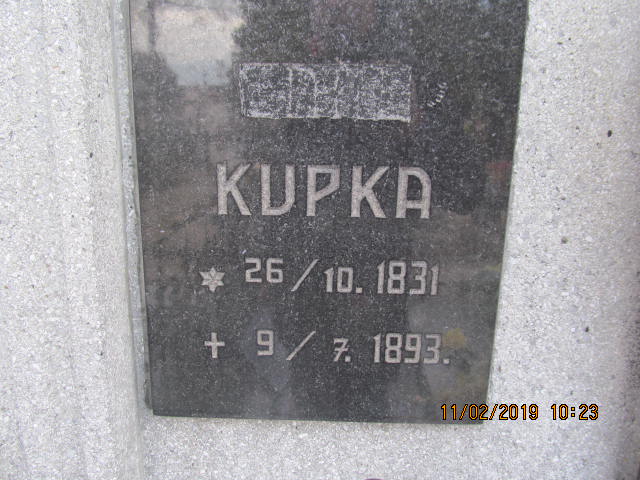 KUPKA
* 26/10. 1831
+ 9/7. 1893.
11/02/2019 10:23